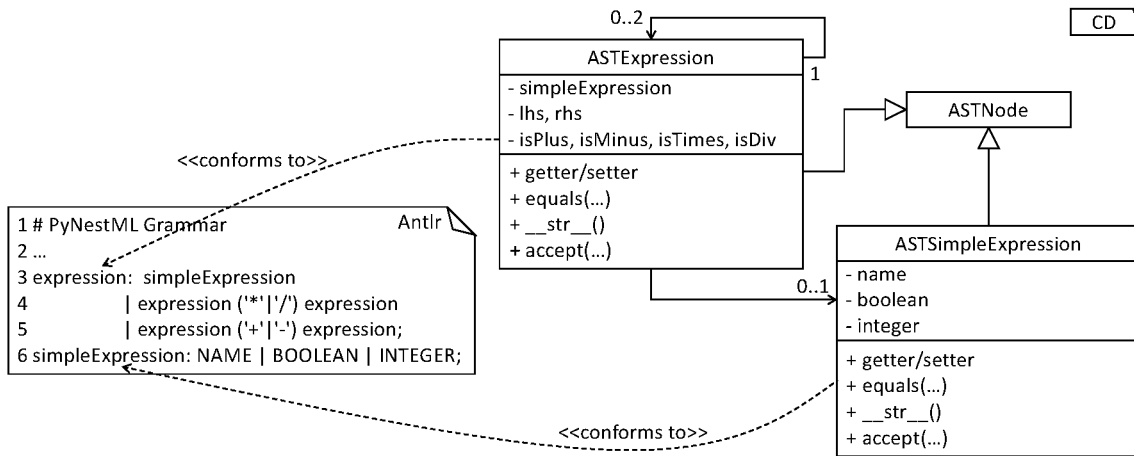 CD
0..2
1
ASTExpression
- simpleExpression
- lhs, rhs
- isPlus, isMinus, isTimes, isDiv
+ getter/setter
+ equals(...)
+ __str__()
+ accept(...)
ASTNode
<<conforms to>>
Antlr
1 # PyNestML Grammar
2 ...
3 expression: simpleExpression
4 | expression ('*'|'/') expression
5 | expression ('+'|'-') expression;
6 simpleExpression: NAME | BOOLEAN | INTEGER;
0..1
ASTSimpleExpression
- name
- boolean
- integer
+ getter/setter
+ equals(...)
+ __str__()
+ accept(...)
<<conforms to>>